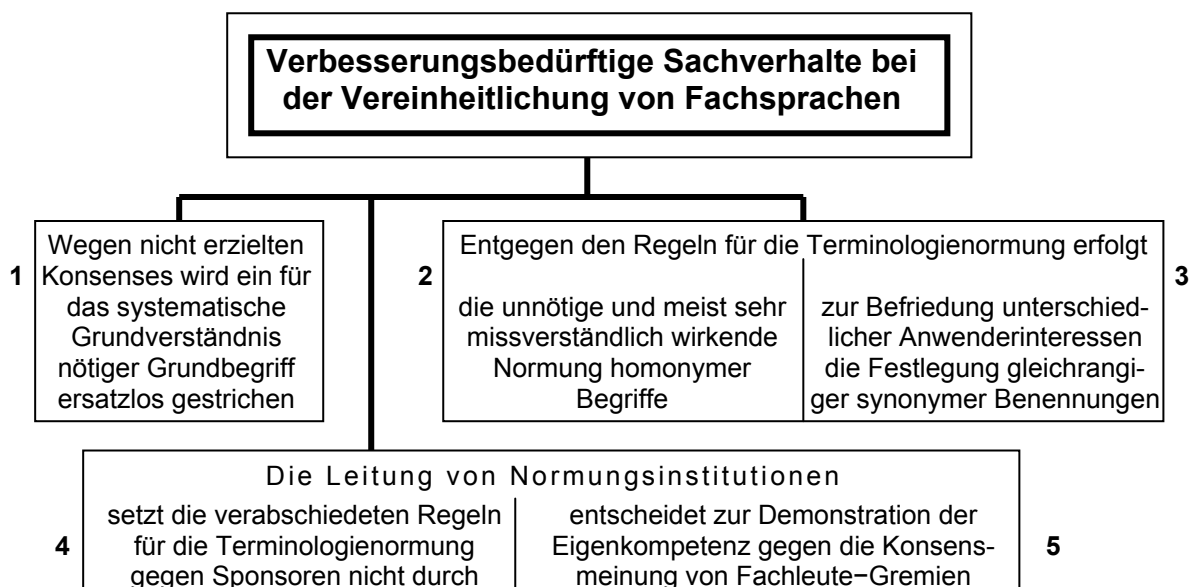 Verbesserungsbedürftige Sachverhalte bei
der Vereinheitlichung von Fachsprachen
1
Wegen nicht erzielten
Konsenses wird ein für
das systematische
Grundverständnis
nötiger Grundbegriff
ersatzlos gestrichen
Entgegen den Regeln für die Terminologienormung erfolgt
2
die unnötige und meist sehr
missverständlich wirkende
Normung homonymer
Begriffe
3
zur Befriedung unterschied-
licher Anwenderinteressen
die Festlegung gleichrangi-
ger synonymer Benennungen
Die Leitung von Normungsinstitutionen
4
setzt die verabschiedeten Regeln
für die Terminologienormung
gegen Sponsoren nicht durch
entscheidet zur Demonstration der
Eigenkompetenz gegen die Konsens-
meinung von Fachleute−Gremien
5